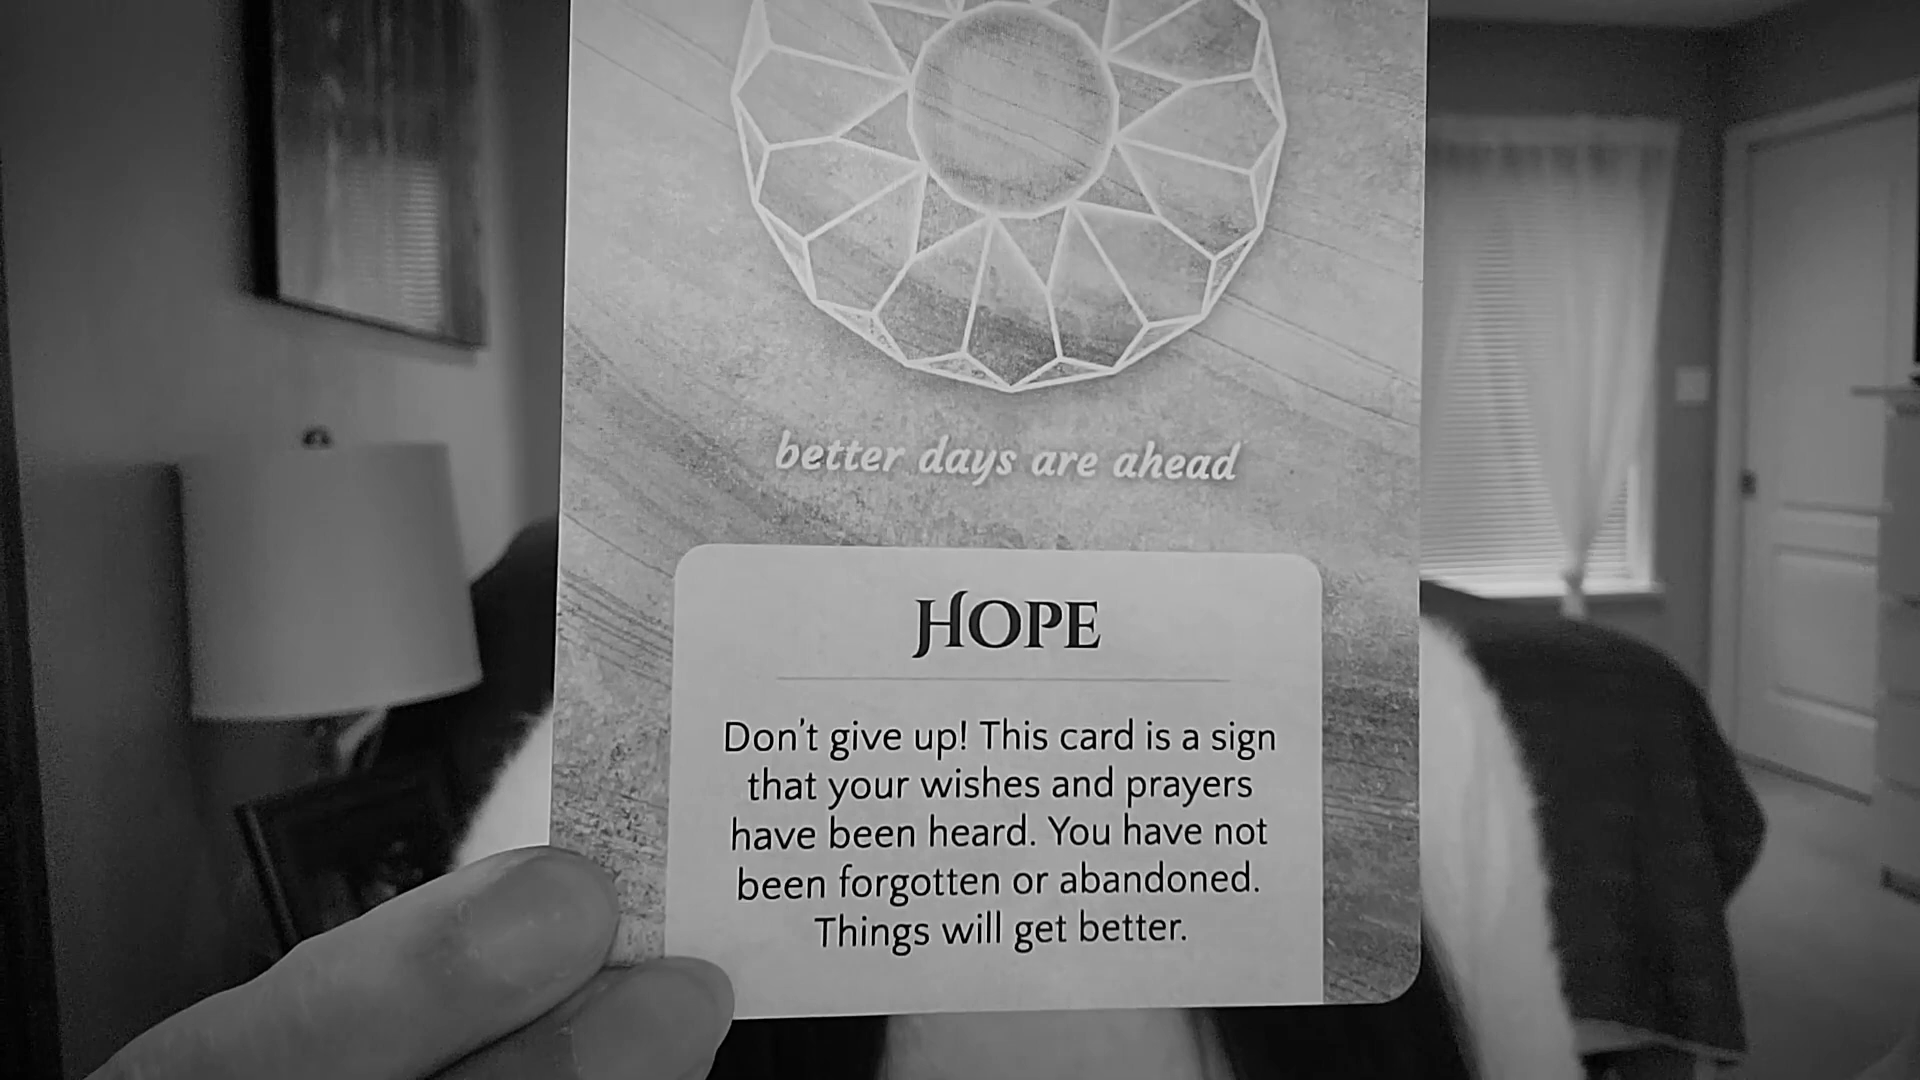 better days are ahead
HOPE
Don't give up! This card is a sign
that your wishes and prayers
have been heard. You have not
been forgotten or abandoned.
Things will get better.